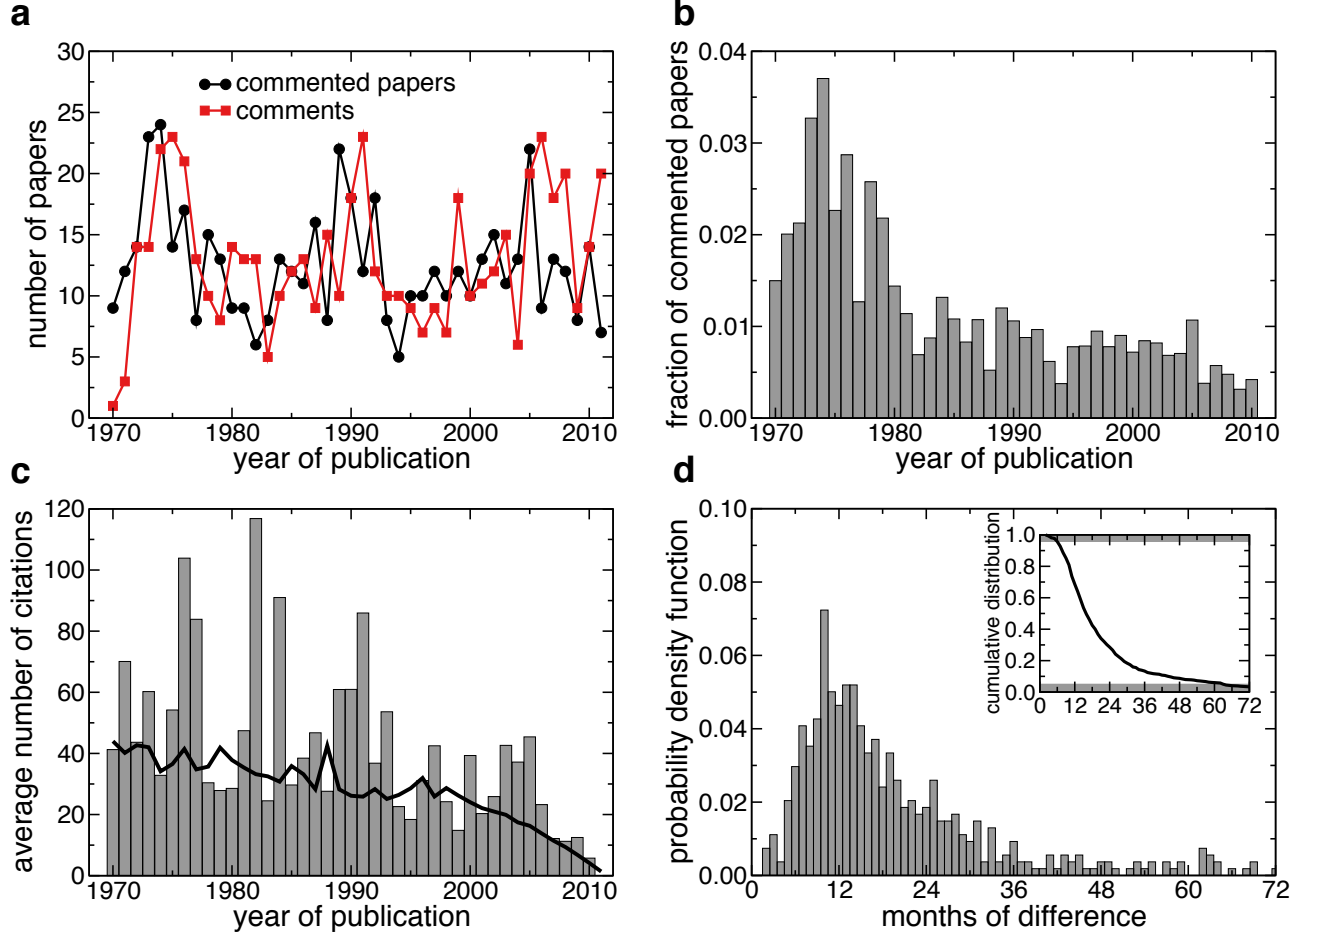 a
30
25
20
15
10
5
0
number of papers
commented papers
comments
1970 1980 1990 2000 2010
year of publication
b
0.04
0.03
0.02
0.01
0.00
fraction of commented papers
1970 1980 1990 2000 2010
year of publication
c
120
100
80
60
40
20
0
average number of citations
1970 1980 1990 2000 2010
year of publication
d
0.10
0.08
0.06
0.04
0.02
0.00
probability density function
0 12 24 36 48 60 72
months of difference
1.0
0.8
0.6
0.4
0.2
0.0
cumulative distribution
0 12 24 36 48 60 72